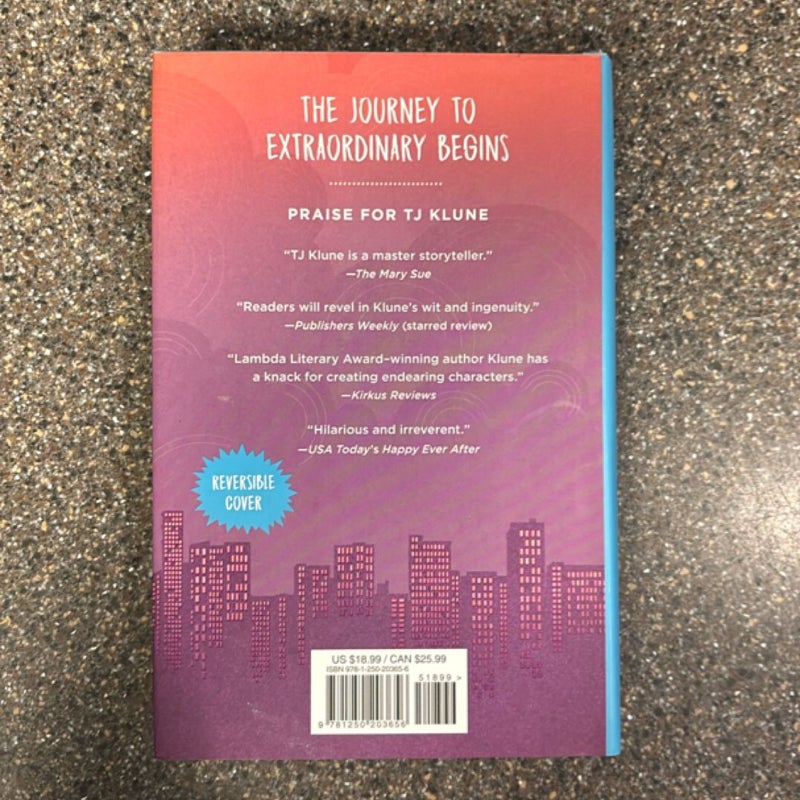 THE JOURNEY TO
EXTRAORDINARY BEGINS
PRAISE FOR TJ KLUNE
“TJ Klune is a master storyteller.”
—The Mary Sue
“Readers will revel in Klune’s wit and ingenuity.”
—Publishers Weekly (starred review)
“Lambda Literary Award–winning author Klune has
a knack for creating endearing characters.”
—Kirkus Reviews
“Hilarious and irreverent.”
—USA Today’s Happy Ever After
REVERSIBLE
COVER
US $18.99 / CAN $25.99
ISBN 978-1-250-20365-6
51899 >
9 781250 203656